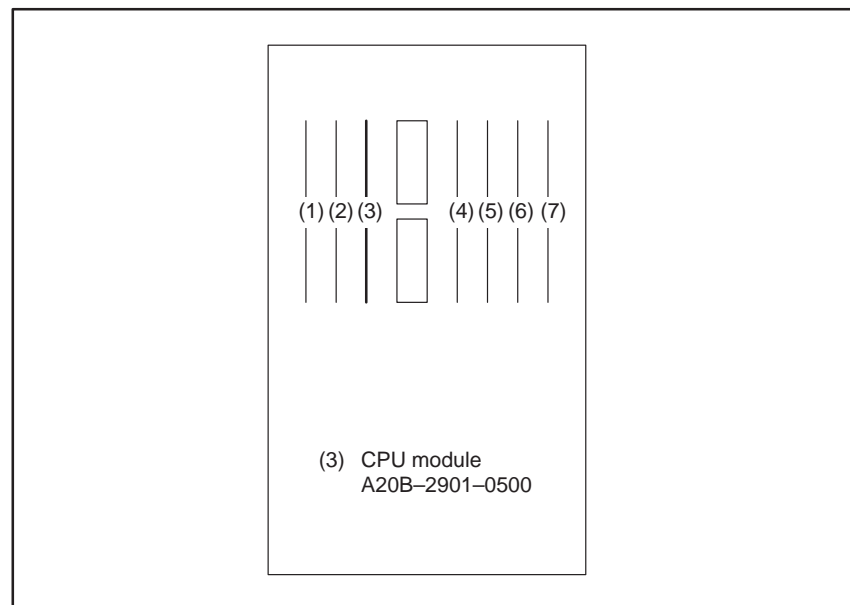 (1) (2) (3) (4) (5) (6) (7)
(3) CPU module
A20B–2901–0500